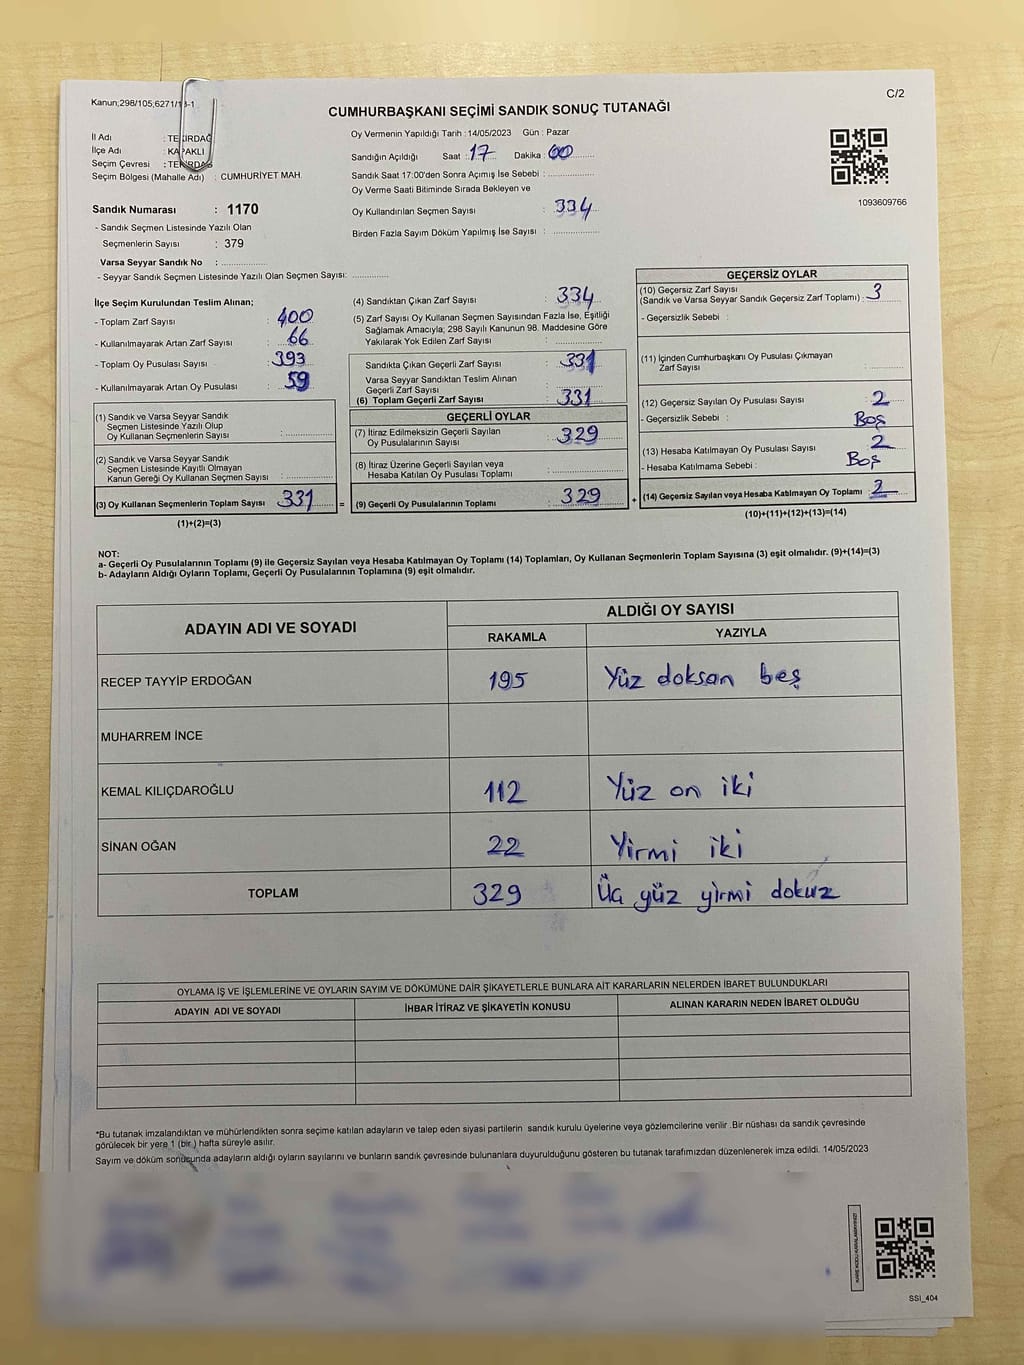 Kanun;298/105,6271/13-1
C/2
CUMHURBAŞKANI SEÇİMİ SANDIK SONUÇ TUTANAĞI
İl Adı : TEKİRDAĞ
İlçe Adı : KAPAKLI
Seçim Çevresi : TEKİRDAĞ
Seçim Bölgesi (Mahalle Adı) : CUMHURİYET MAH.
Oy Vermenin Yapıldığı Tarih : 14/05/2023 Gün : Pazar
Sandığın Açıldığı Saat : 17 Dakika : 00
Sandık Saat 17:00'den Sonra Açımış İse Sebebi :
Oy Verme Saati Bitiminde Sırada Bekleyen ve
Oy Kullandırılan Seçmen Sayısı : 334
Birden Fazla Sayım Döküm Yapılmış İse Sayısı :
1093609766
Sandık Numarası : 1170
- Sandık Seçmen Listesinde Yazılı Olan
Seçmenlerin Sayısı : 379
Varsa Seyyar Sandık No :
- Seyyar Sandık Seçmen Listesinde Yazılı Olan Seçmen Sayısı:
İlçe Seçim Kurulundan Teslim Alınan;
- Toplam Zarf Sayısı : 400
- Kullanılmayarak Artan Zarf Sayısı : 66
- Toplam Oy Pusulası Sayısı : 393
- Kullanılmayarak Artan Oy Pusulası : 59
(1) Sandık ve Varsa Seyyar Sandık
Seçmen Listesinde Yazılı Olup
Oy Kullanan Seçmenlerin Sayısı :
(2) Sandık ve Varsa Seyyar Sandık
Seçmen Listesinde Kayıtlı Olmayan
Kanun Gereği Oy Kullanan Seçmen Sayısı :
(3) Oy Kullanan Seçmenlerin Toplam Sayısı : 331 =
(1)+(2)=(3)
(4) Sandıktan Çıkan Zarf Sayısı : 334
(5) Zarf Sayısı Oy Kullanan Seçmen Sayısından Fazla İse, Eşitliği
Sağlamak Amacıyla; 298 Sayılı Kanunun 98. Maddesine Göre
Yakılarak Yok Edilen Zarf Sayısı :
Sandıkta Çıkan Geçerli Zarf Sayısı : 331
Varsa Seyyar Sandıktan Teslim Alınan
Geçerli Zarf Sayısı :
(6) Toplam Geçerli Zarf Sayısı : 331
GEÇERLİ OYLAR
(7) İtiraz Edilmeksizin Geçerli Sayılan
Oy Pusulalarının Sayısı : 329
(8) İtiraz Üzerine Geçerli Sayılan veya
Hesaba Katılan Oy Pusulası Toplamı :
(9) Geçerli Oy Pusulalarının Toplamı : 329 +
GEÇERSİZ OYLAR
(10) Geçersiz Zarf Sayısı
(Sandık ve Varsa Seyyar Sandık Geçersiz Zarf Toplamı) : 3
- Geçersizlik Sebebi :
(11) İçinden Cumhurbaşkanı Oy Pusulası Çıkmayan
Zarf Sayısı :
(12) Geçersiz Sayılan Oy Pusulası Sayısı : 2
- Geçersizlik Sebebi : Boş
(13) Hesaba Katılmayan Oy Pusulası Sayısı : 2
- Hesaba Katılmama Sebebi : Boş
(14) Geçersiz Sayılan veya Hesaba Katılmayan Oy Toplamı : 2
(10)+(11)+(12)+(13)=(14)
NOT:
a- Geçerli Oy Pusulalarının Toplamı (9) ile Geçersiz Sayılan veya Hesaba Katılmayan Oy Toplamı (14) Toplamları, Oy Kullanan Seçmenlerin Toplam Sayısına (3) eşit olmalıdır. (9)+(14)=(3)
b- Adayların Aldığı Oyların Toplamı, Geçerli Oy Pusulalarının Toplamına (9) eşit olmalıdır.
ADAYIN ADI VE SOYADI
ALDIĞI OY SAYISI
RAKAMLA YAZIYLA
RECEP TAYYİP ERDOĞAN 195 Yüz doksan beş
MUHARREM İNCE
KEMAL KILIÇDAROĞLU 112 Yüz on iki
SİNAN OĞAN 22 Yirmi iki
TOPLAM 329 Üç yüz yirmi dokuz
OYLAMA İŞ VE İŞLEMLERİNE VE OYLARIN SAYIM VE DÖKÜMÜNE DAİR ŞİKAYETLERLE BUNLARA AİT KARARLARIN NELERDEN İBARET BULUNDUKLARI
ADAYIN ADI VE SOYADI İHBAR İTİRAZ VE ŞİKAYETİN KONUSU ALINAN KARARIN NEDEN İBARET OLDUĞU
*Bu tutanak imzalandıktan ve mühürlendikten sonra seçime katılan adayların ve talep eden siyasi partilerin sandık kurulu üyelerine veya gözlemcilerine verilir .Bir nüshası da sandık çevresinde
görülecek bir yere 1 (bir ) hafta süreyle asılır.
Sayım ve döküm sonucunda adayların aldığı oyların sayılarını ve bunların sandık çevresinde bulunanlara duyurulduğunu gösteren bu tutanak tarafımızdan düzenlenerek imza edildi. 14/05/2023
SSI_404